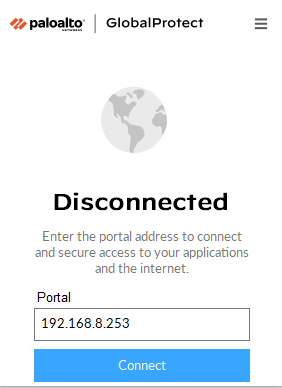 paloalto GlobalProtect
NETWORKS
Disconnected
Enter the portal address to connect
and secure access to your applications
and the internet.
Portal
192.168.8.253
Connect